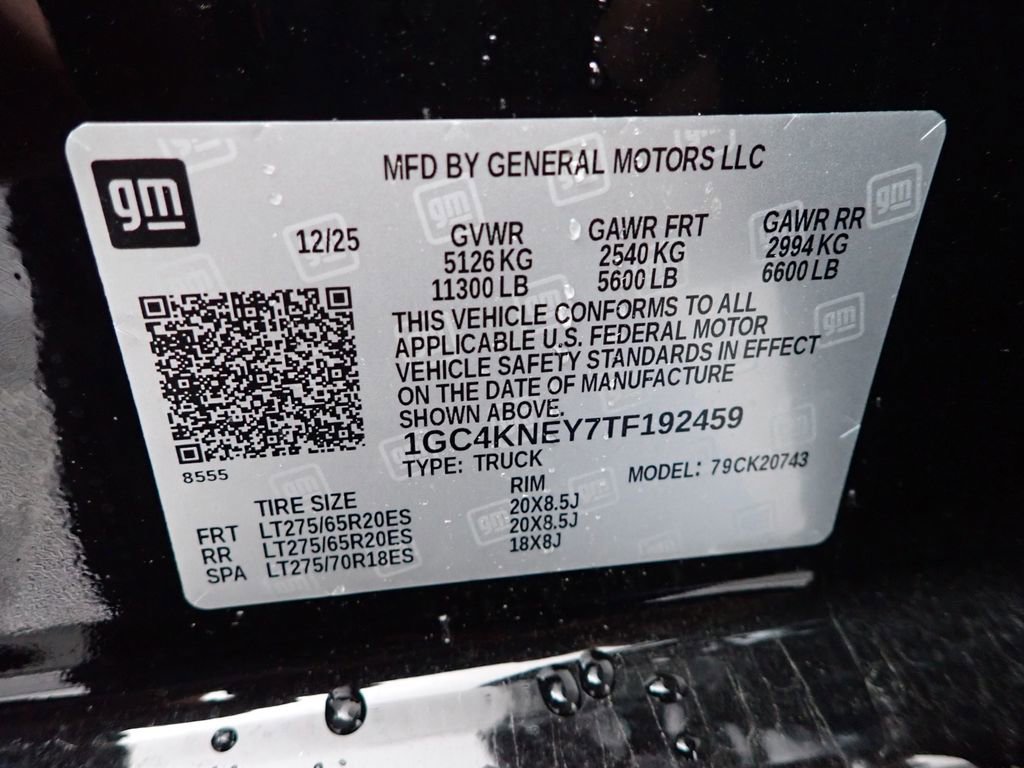 gm
MFD BY GENERAL MOTORS LLC
12/25
GVWR GAWR FRT GAWR RR
5126 KG 2540 KG 2994 KG
11300 LB 5600 LB 6600 LB
THIS VEHICLE CONFORMS TO ALL
APPLICABLE U.S. FEDERAL MOTOR
VEHICLE SAFETY STANDARDS IN EFFECT
ON THE DATE OF MANUFACTURE
SHOWN ABOVE.
1GC4KNEY7TF192459
TYPE: TRUCK MODEL: 79CK20743
8555
TIRE SIZE RIM
FRT LT275/65R20ES 20X8.5J
RR LT275/65R20ES 20X8.5J
SPA LT275/70R18ES 18X8J